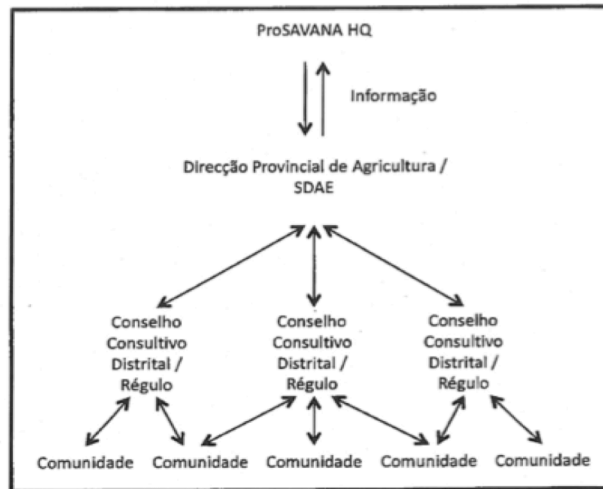 ProSAVANA HQ
Informação
Direcção Provincial de Agricultura /
SDAE
Conselho
Consultivo
Distrital /
Régulo
Conselho
Consultivo
Distrital /
Régulo
Conselho
Consultivo
Distrital /
Régulo
Comunidade
Comunidade
Comunidade
Comunidade
Comunidade